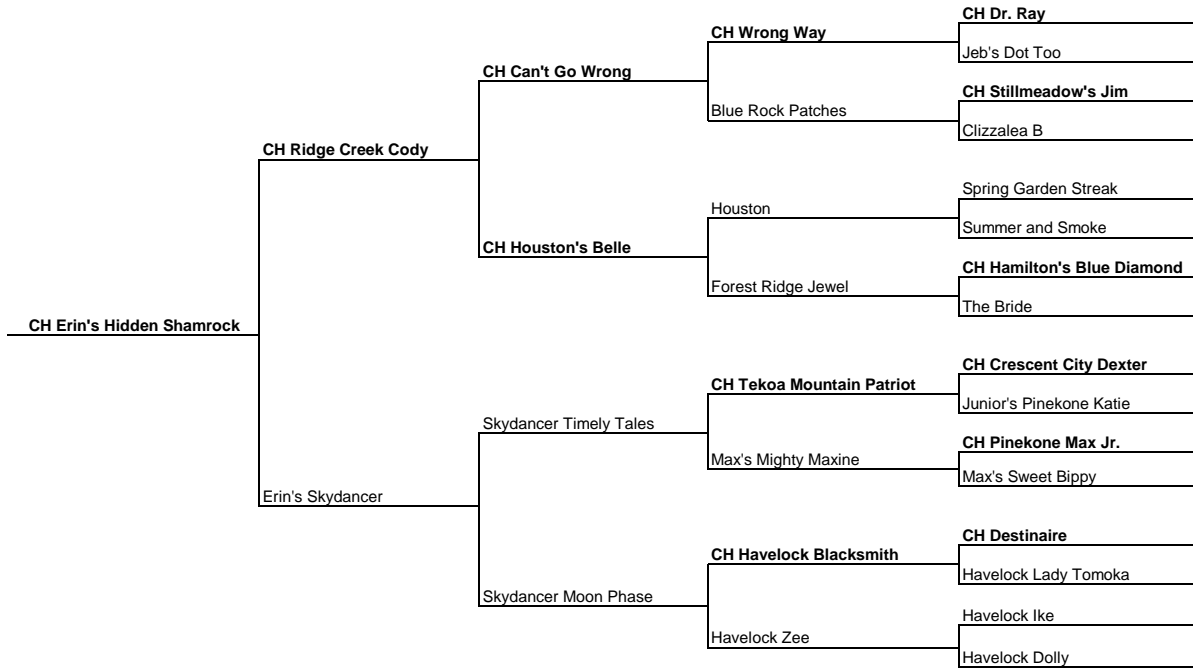 CH Dr. Ray
CH Wrong Way
Jeb's Dot Too
CH Can't Go Wrong
CH Stillmeadow's Jim
Blue Rock Patches
Clizzalea B
CH Ridge Creek Cody
Spring Garden Streak
Houston
Summer and Smoke
CH Houston's Belle
CH Hamilton's Blue Diamond
Forest Ridge Jewel
The Bride
CH Erin's Hidden Shamrock
CH Crescent City Dexter
CH Tekoa Mountain Patriot
Junior's Pinekone Katie
Skydancer Timely Tales
CH Pinekone Max Jr.
Max's Mighty Maxine
Max's Sweet Bippy
Erin's Skydancer
CH Destinaire
CH Havelock Blacksmith
Havelock Lady Tomoka
Skydancer Moon Phase
Havelock Ike
Havelock Zee
Havelock Dolly